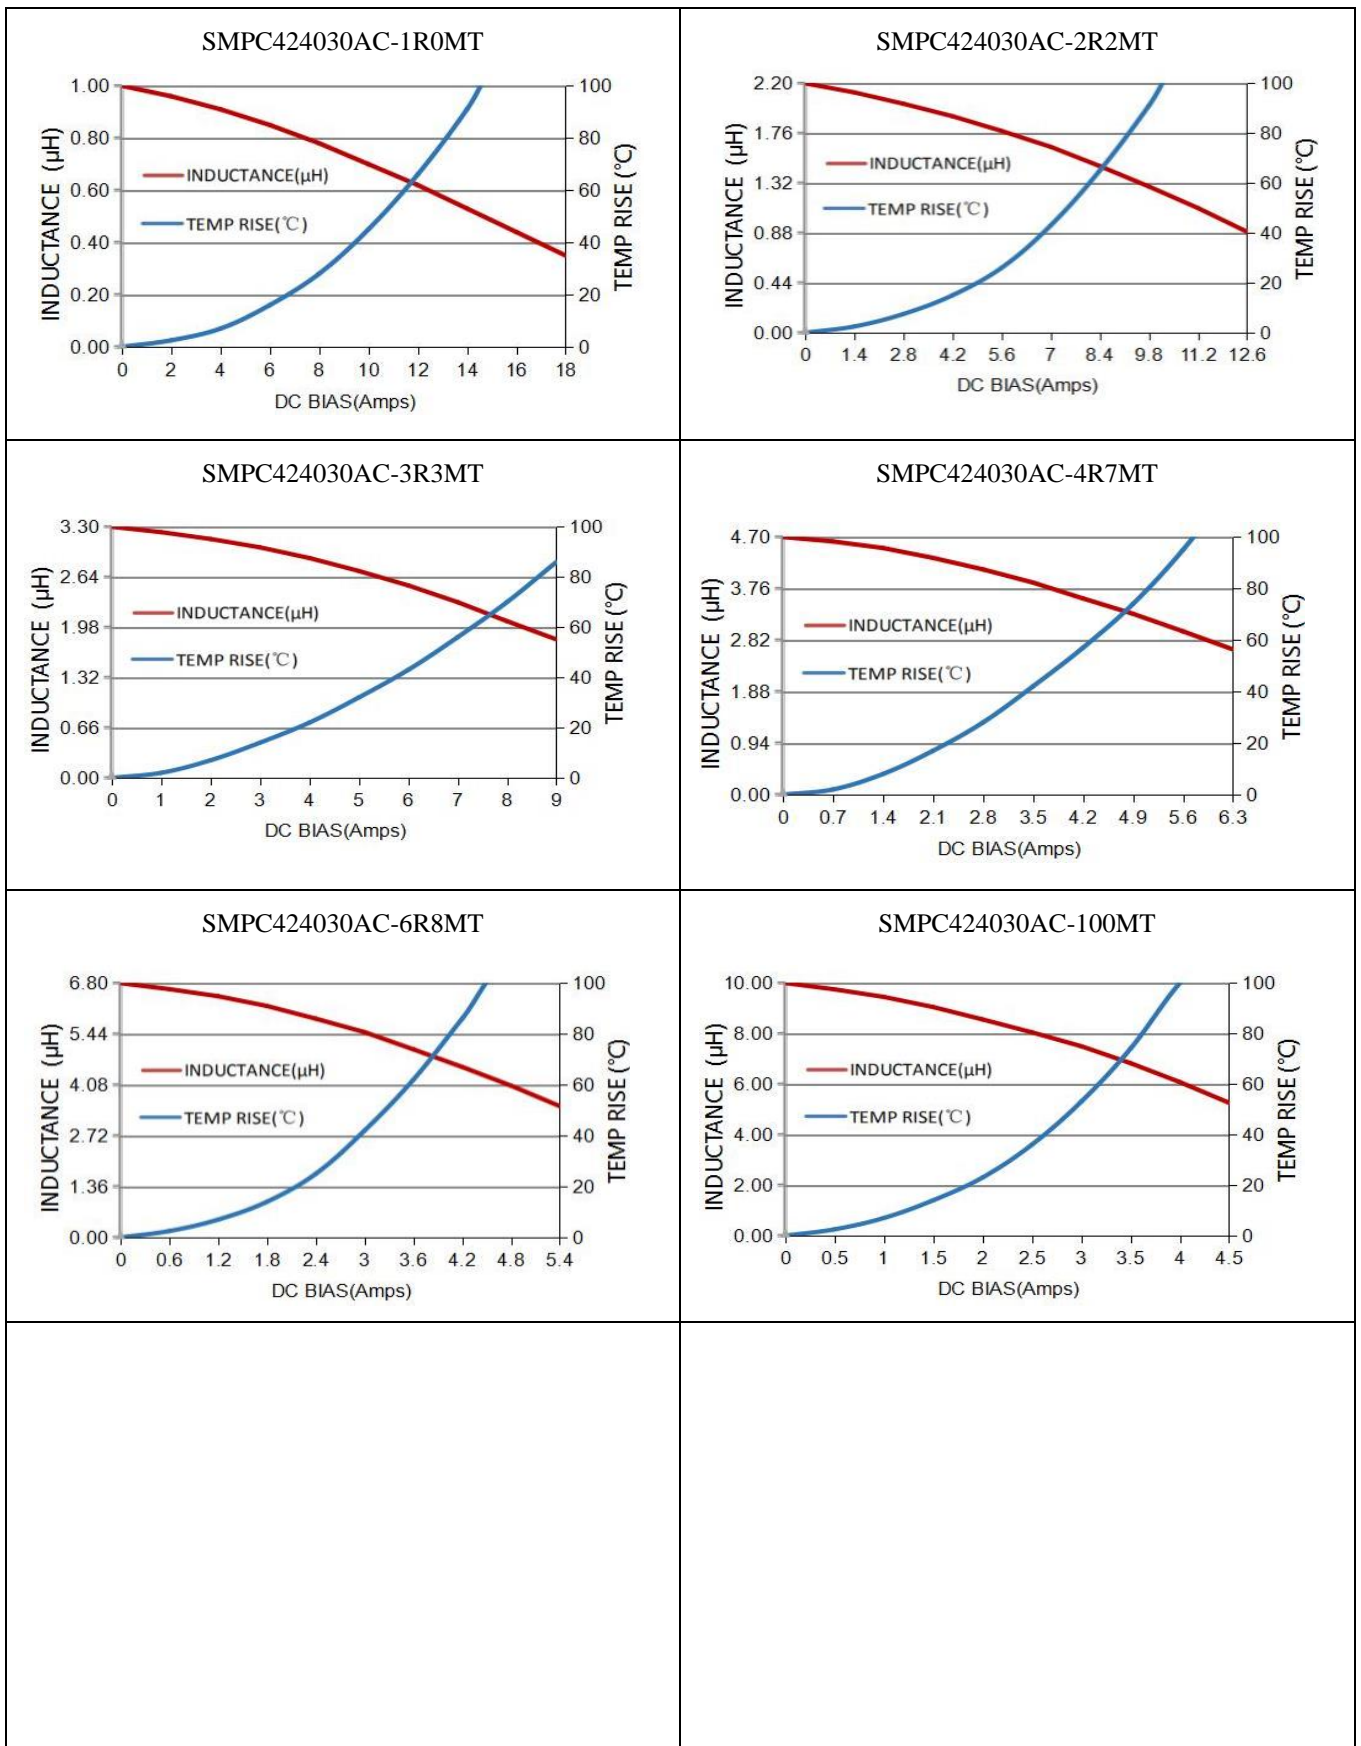 SMPC424030AC-1R0MT
INDUCTANCE (μH)
1.00
0.80
0.60
0.40
0.20
0.00
INDUCTANCE(μH)
TEMP RISE(℃)
100
80
60
40
20
0
TEMP RISE (℃)
0 2 4 6 8 10 12 14 16 18
DC BIAS(Amps)
SMPC424030AC-2R2MT
INDUCTANCE (μH)
2.20
1.76
1.32
0.88
0.44
0.00
INDUCTANCE(μH)
TEMP RISE(℃)
100
80
60
40
20
0
TEMP RISE (℃)
0 1.4 2.8 4.2 5.6 7 8.4 9.8 11.2 12.6
DC BIAS(Amps)
SMPC424030AC-3R3MT
INDUCTANCE (μH)
3.30
2.64
1.98
1.32
0.66
0.00
INDUCTANCE(μH)
TEMP RISE(℃)
100
80
60
40
20
0
TEMP RISE (℃)
0 1 2 3 4 5 6 7 8 9
DC BIAS(Amps)
SMPC424030AC-4R7MT
INDUCTANCE (μH)
4.70
3.76
2.82
1.88
0.94
0.00
INDUCTANCE(μH)
TEMP RISE(℃)
100
80
60
40
20
0
TEMP RISE (℃)
0 0.7 1.4 2.1 2.8 3.5 4.2 4.9 5.6 6.3
DC BIAS(Amps)
SMPC424030AC-6R8MT
INDUCTANCE (μH)
6.80
5.44
4.08
2.72
1.36
0.00
INDUCTANCE(μH)
TEMP RISE(℃)
100
80
60
40
20
0
TEMP RISE (℃)
0 0.6 1.2 1.8 2.4 3 3.6 4.2 4.8 5.4
DC BIAS(Amps)
SMPC424030AC-100MT
INDUCTANCE (μH)
10.00
8.00
6.00
4.00
2.00
0.00
INDUCTANCE(μH)
TEMP RISE(℃)
100
80
60
40
20
0
TEMP RISE (℃)
0 0.5 1 1.5 2 2.5 3 3.5 4 4.5
DC BIAS(Amps)